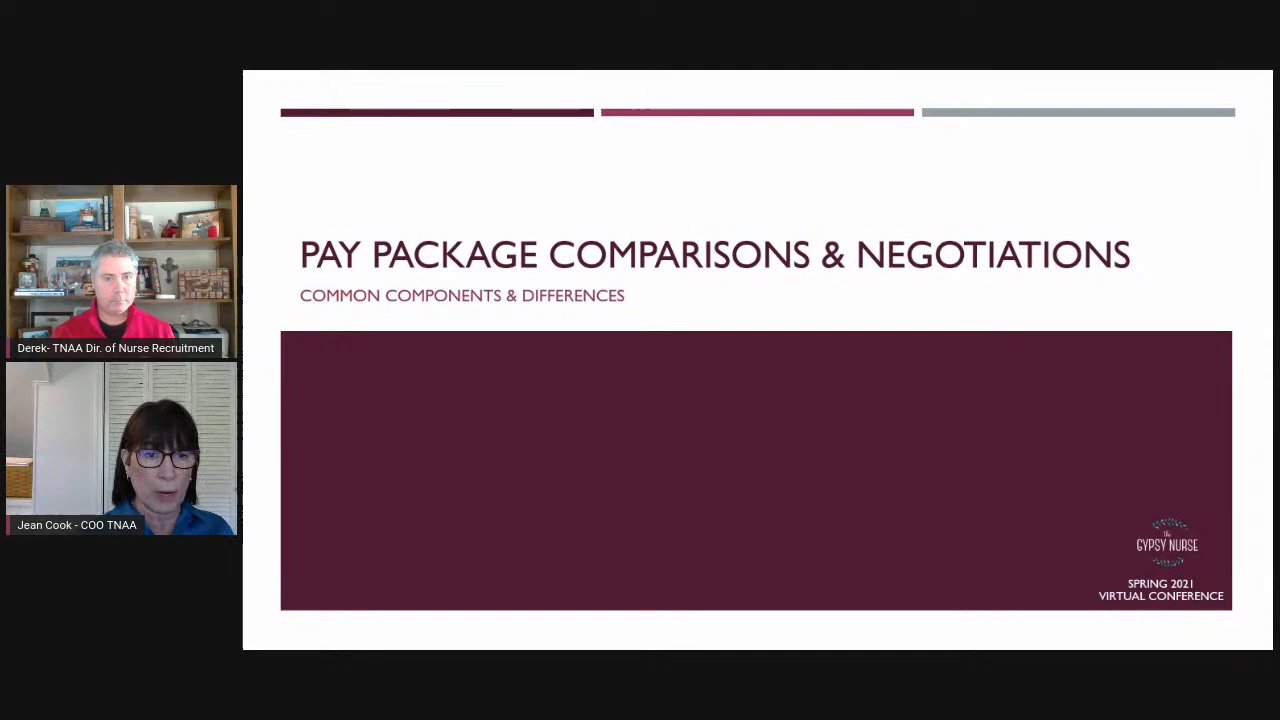 PAY PACKAGE COMPARISONS & NEGOTIATIONS
COMMON COMPONENTS & DIFFERENCES
Derek- TNAA Dir. of Nurse Recruitment
Jean Cook - COO TNAA
the
GYPSY NURSE
SPRING 2021
VIRTUAL CONFERENCE